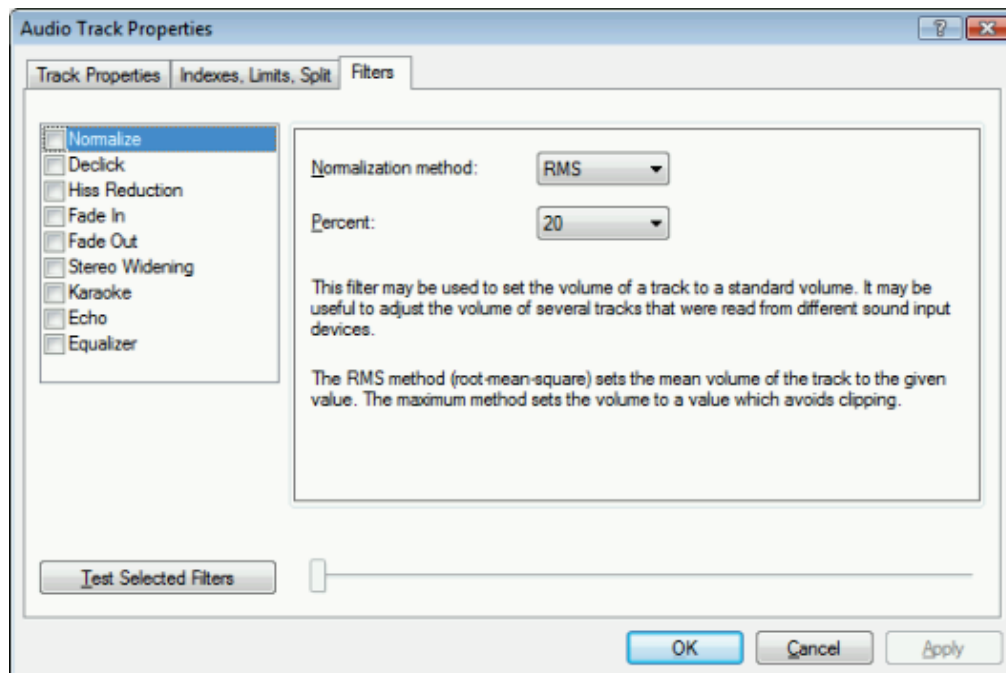 Audio Track Properties
Track Properties Indexes, Limits, Split Filters
Normalize
Declick
Hiss Reduction
Fade In
Fade Out
Stereo Widening
Karaoke
Echo
Equalizer
Normalization method: RMS
Percent: 20
This filter may be used to set the volume of a track to a standard volume. It may be
useful to adjust the volume of several tracks that were read from different sound input
devices.
The RMS method (root-mean-square) sets the mean volume of the track to the given
value. The maximum method sets the volume to a value which avoids clipping.
Test Selected Filters
OK Cancel Apply